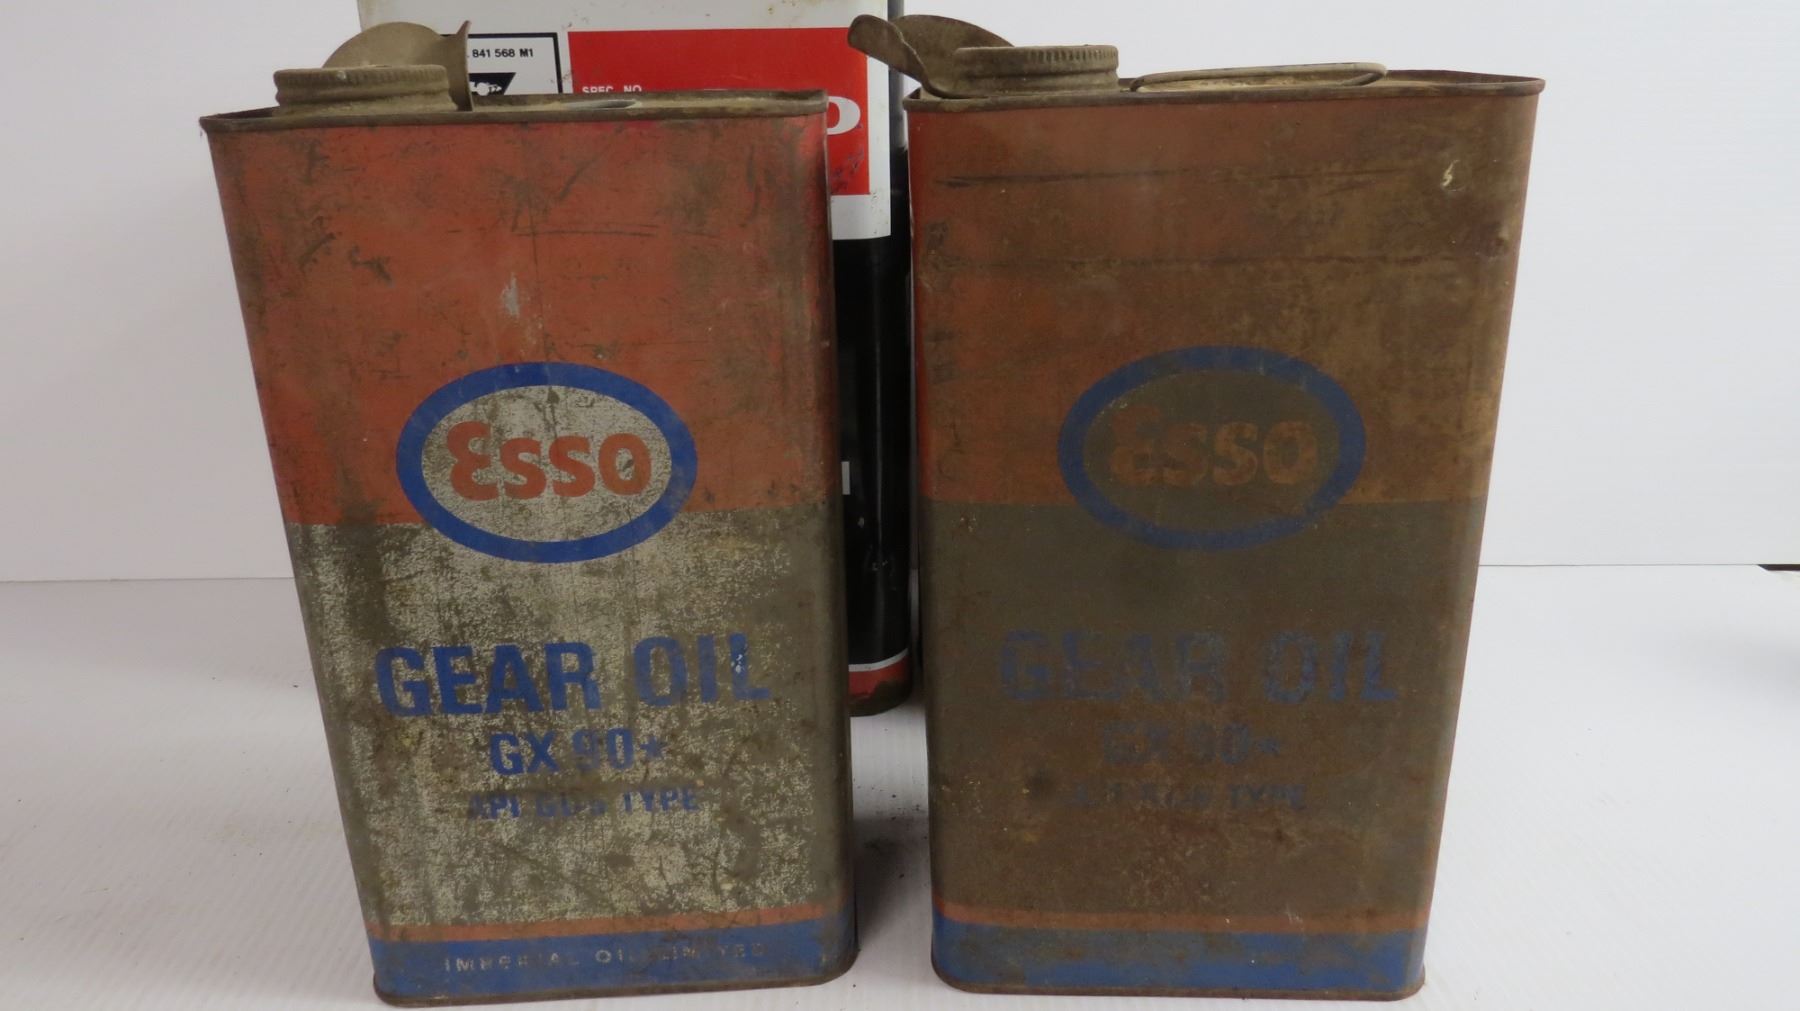 841 568 M1
SPEC. NO.
Esso
GEAR OIL
GX 90*
API GL-5 TYPE
IMPERIAL OIL LIMITED
Esso
GEAR OIL
GX 90*
TYPE